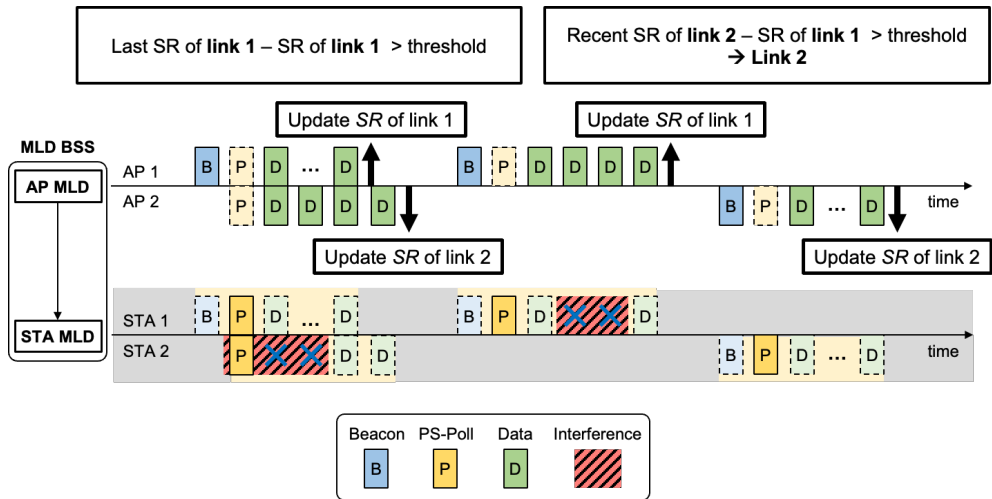 Last SR of link 1 – SR of link 1 > threshold
Recent SR of link 2 – SR of link 1 > threshold
→ Link 2
Update SR of link 1
Update SR of link 1
MLD BSS
AP MLD
STA MLD
AP 1
B P D ... D
B P D D D D
AP 2
P D D D D
B P D ... D
time
Update SR of link 2
Update SR of link 2
STA 1
B P D ... D
B P D D
STA 2
P D D
B P D ... D
time
Beacon PS-Poll Data Interference
B P D